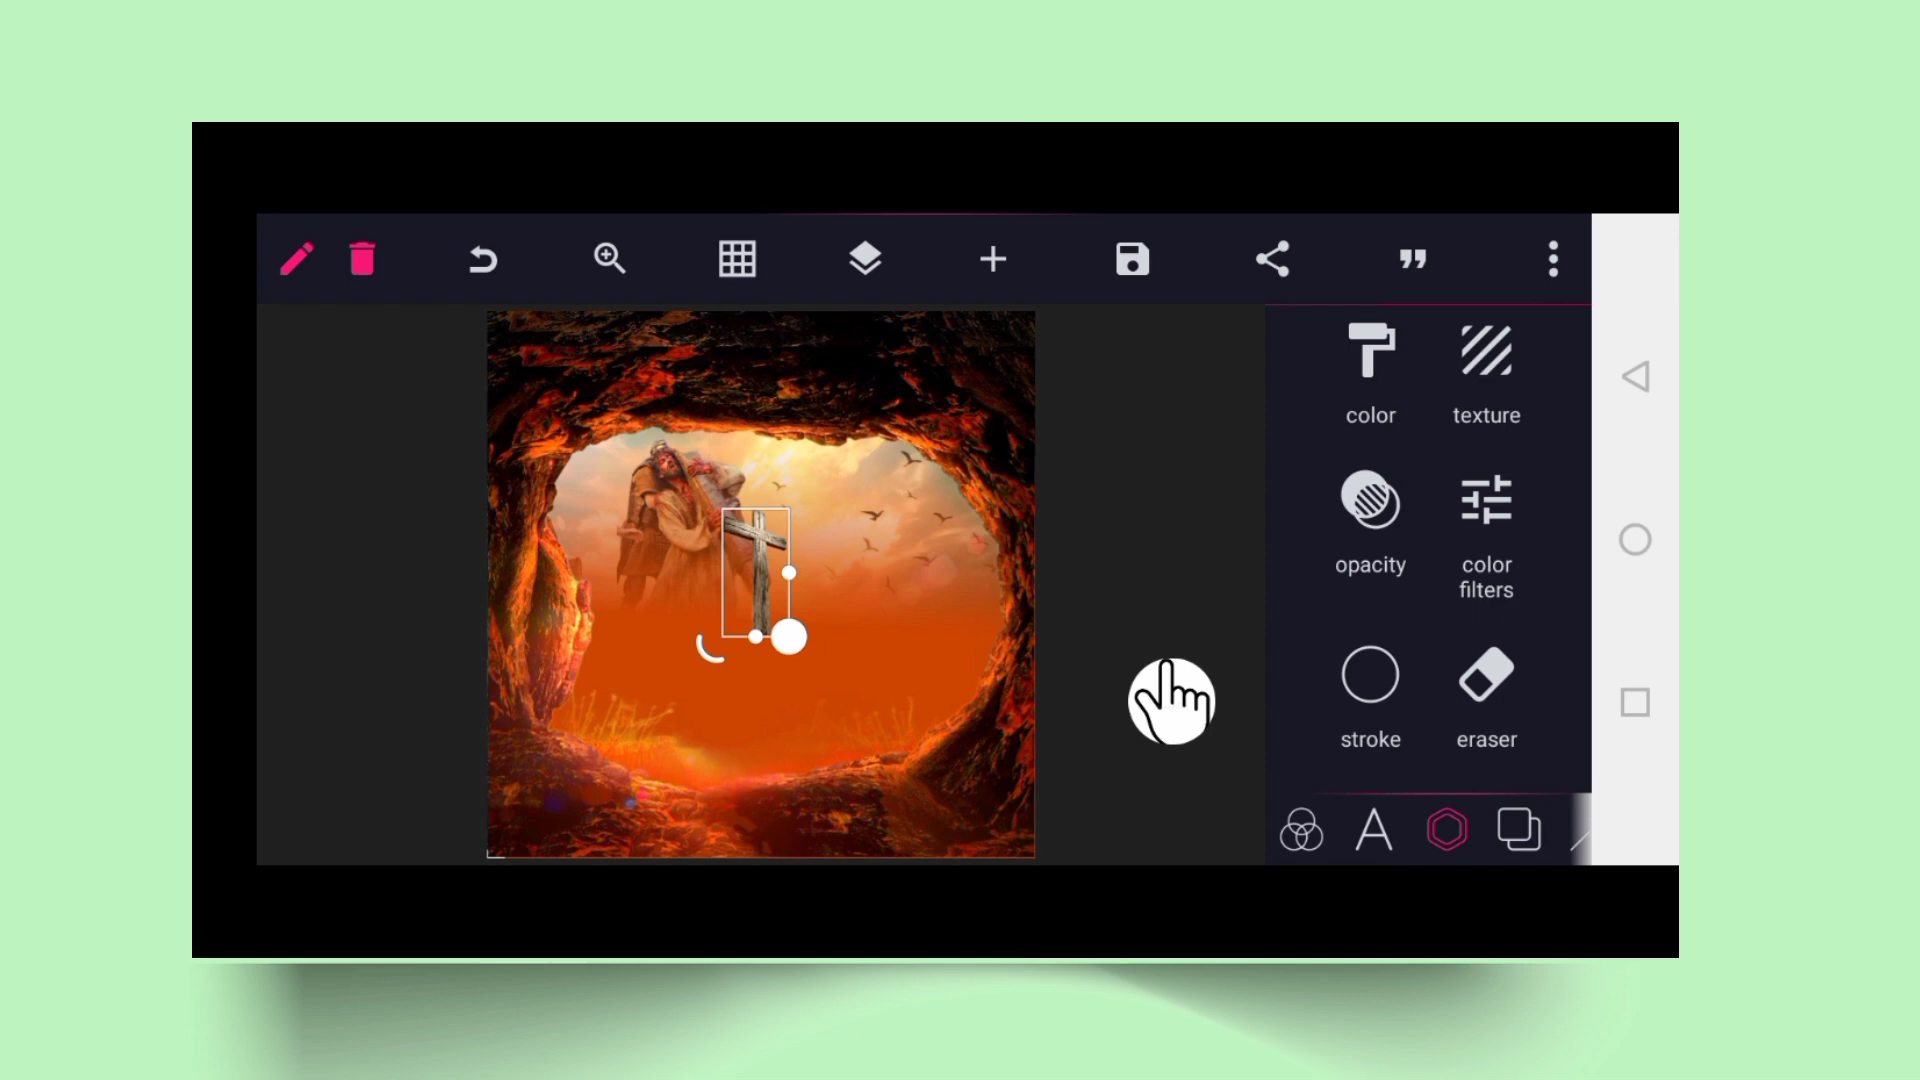 color texture
opacity color
filters
stroke eraser